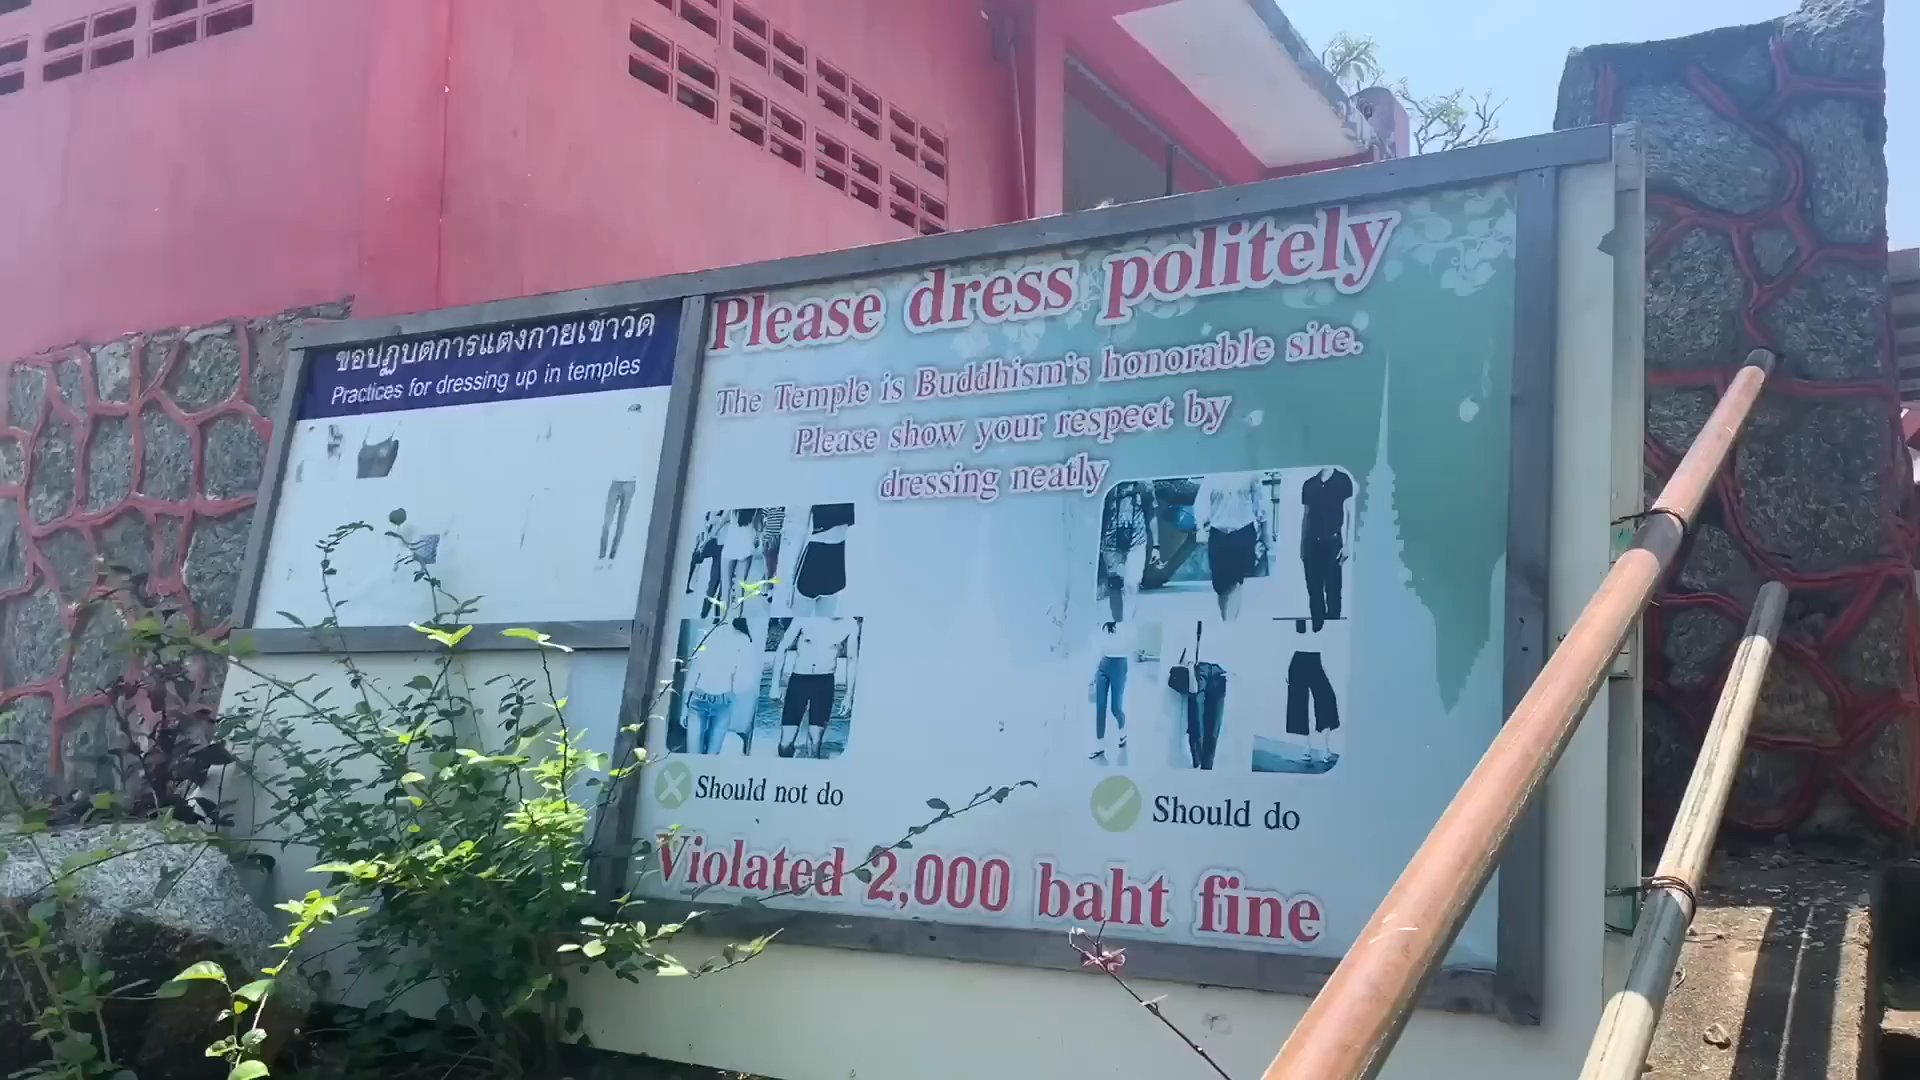 ขอปฏิบัติการแต่งกายเข้าวัด
Practices for dressing up in temples
Please dress politely
The Temple is Buddhism's honorable site.
Please show your respect by
dressing neatly
Should not do
Should do
Violated 2,000 baht fine